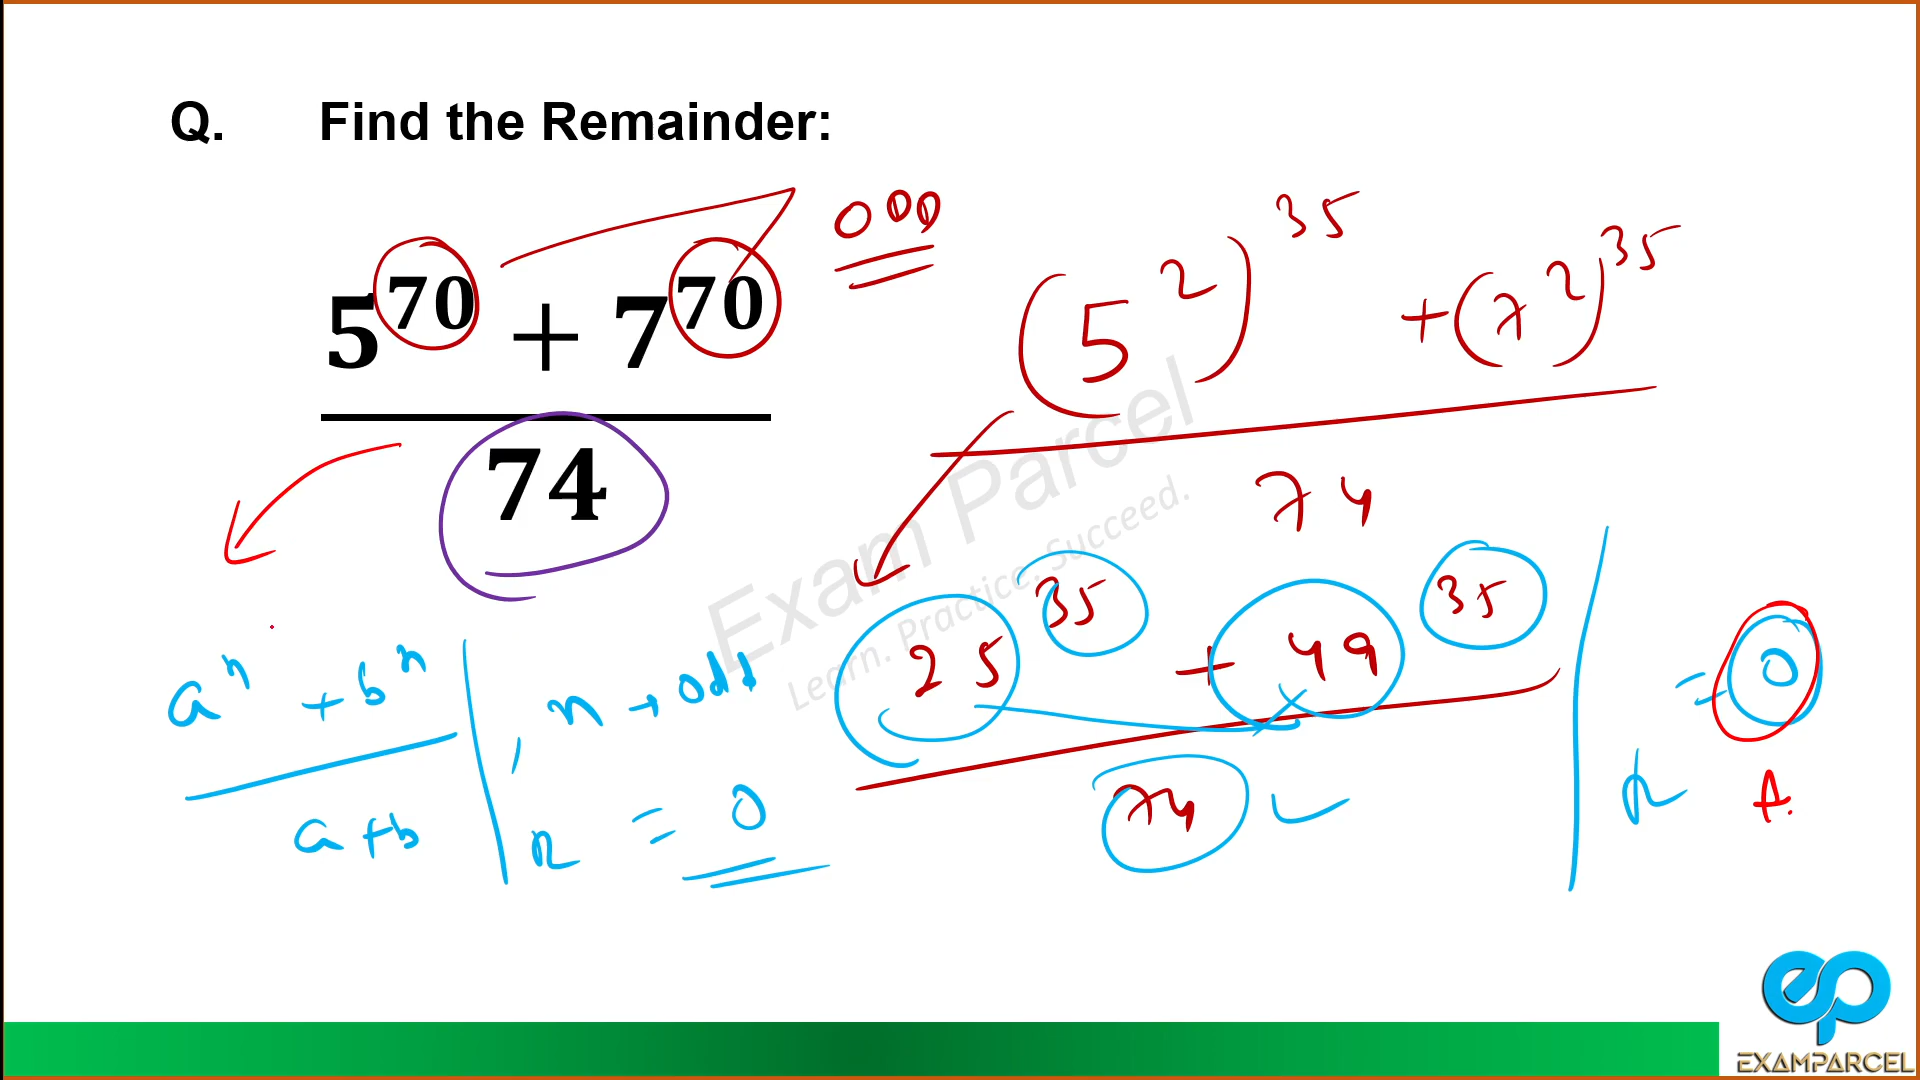 Q. Find the Remainder:
5^70 + 7^70
74
ODD
(5^2)^35 + (7^2)^35
74
25^35 + 49^35
74
= 0
R A.
a^n + b^n
a+b
, n → odd
R = 0
Exam Parcel
Learn. Practice. Succeed.
ep
EXAMPARCEL